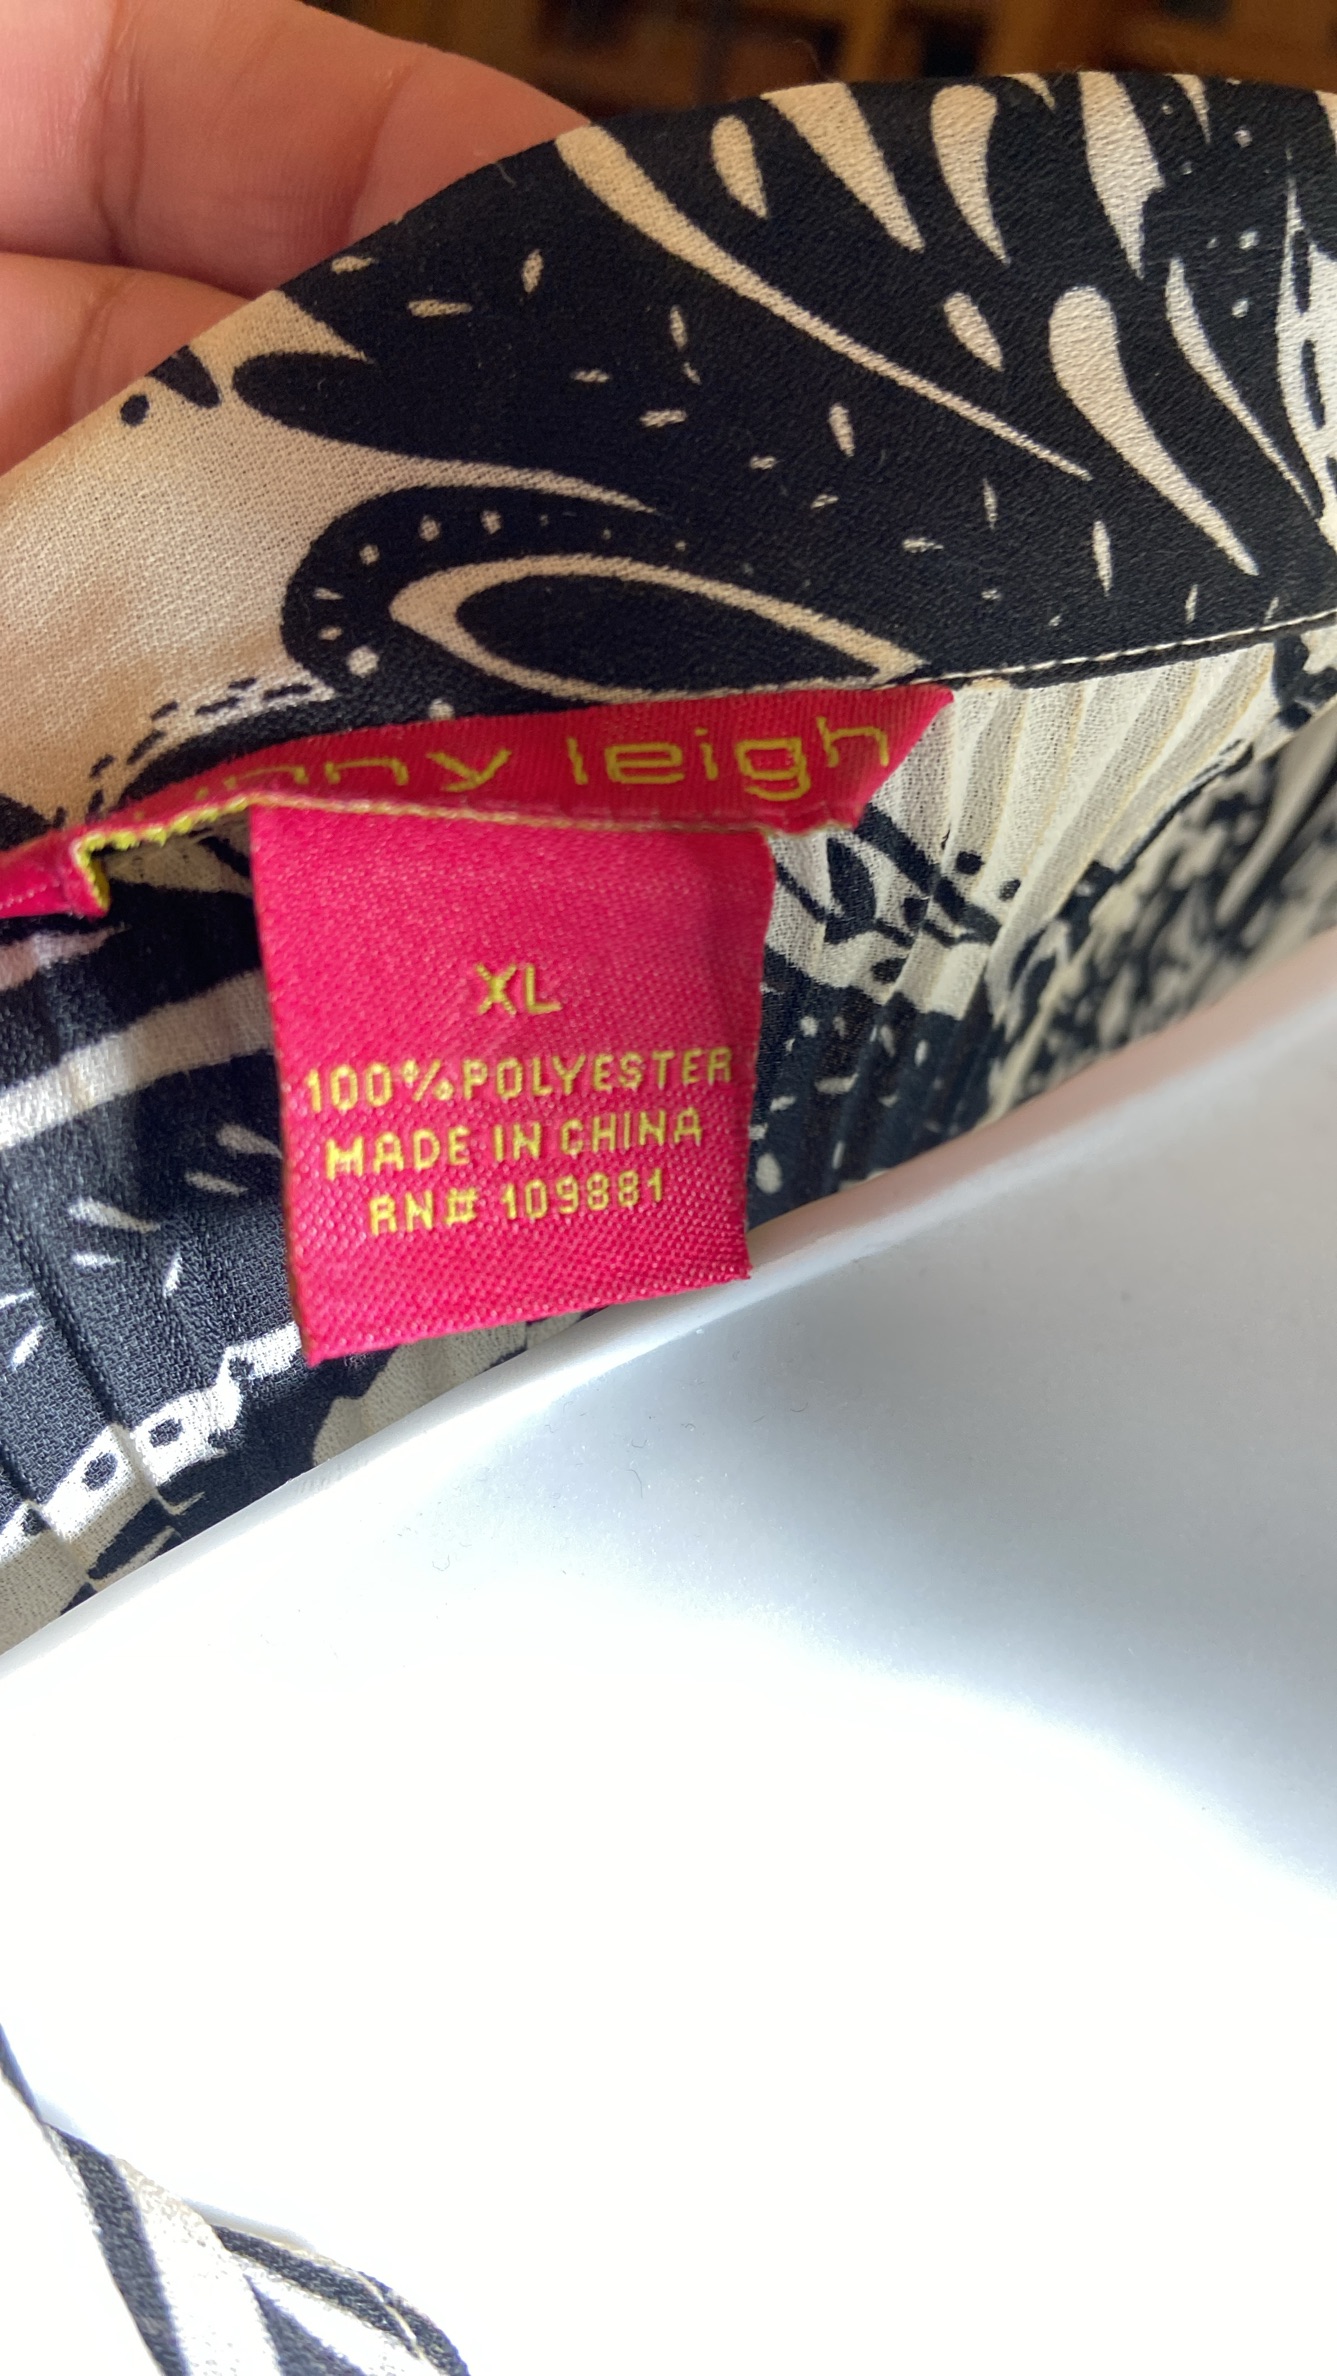 leigh
XL
100%POLYESTER
MADE IN CHINA
RN# 109881